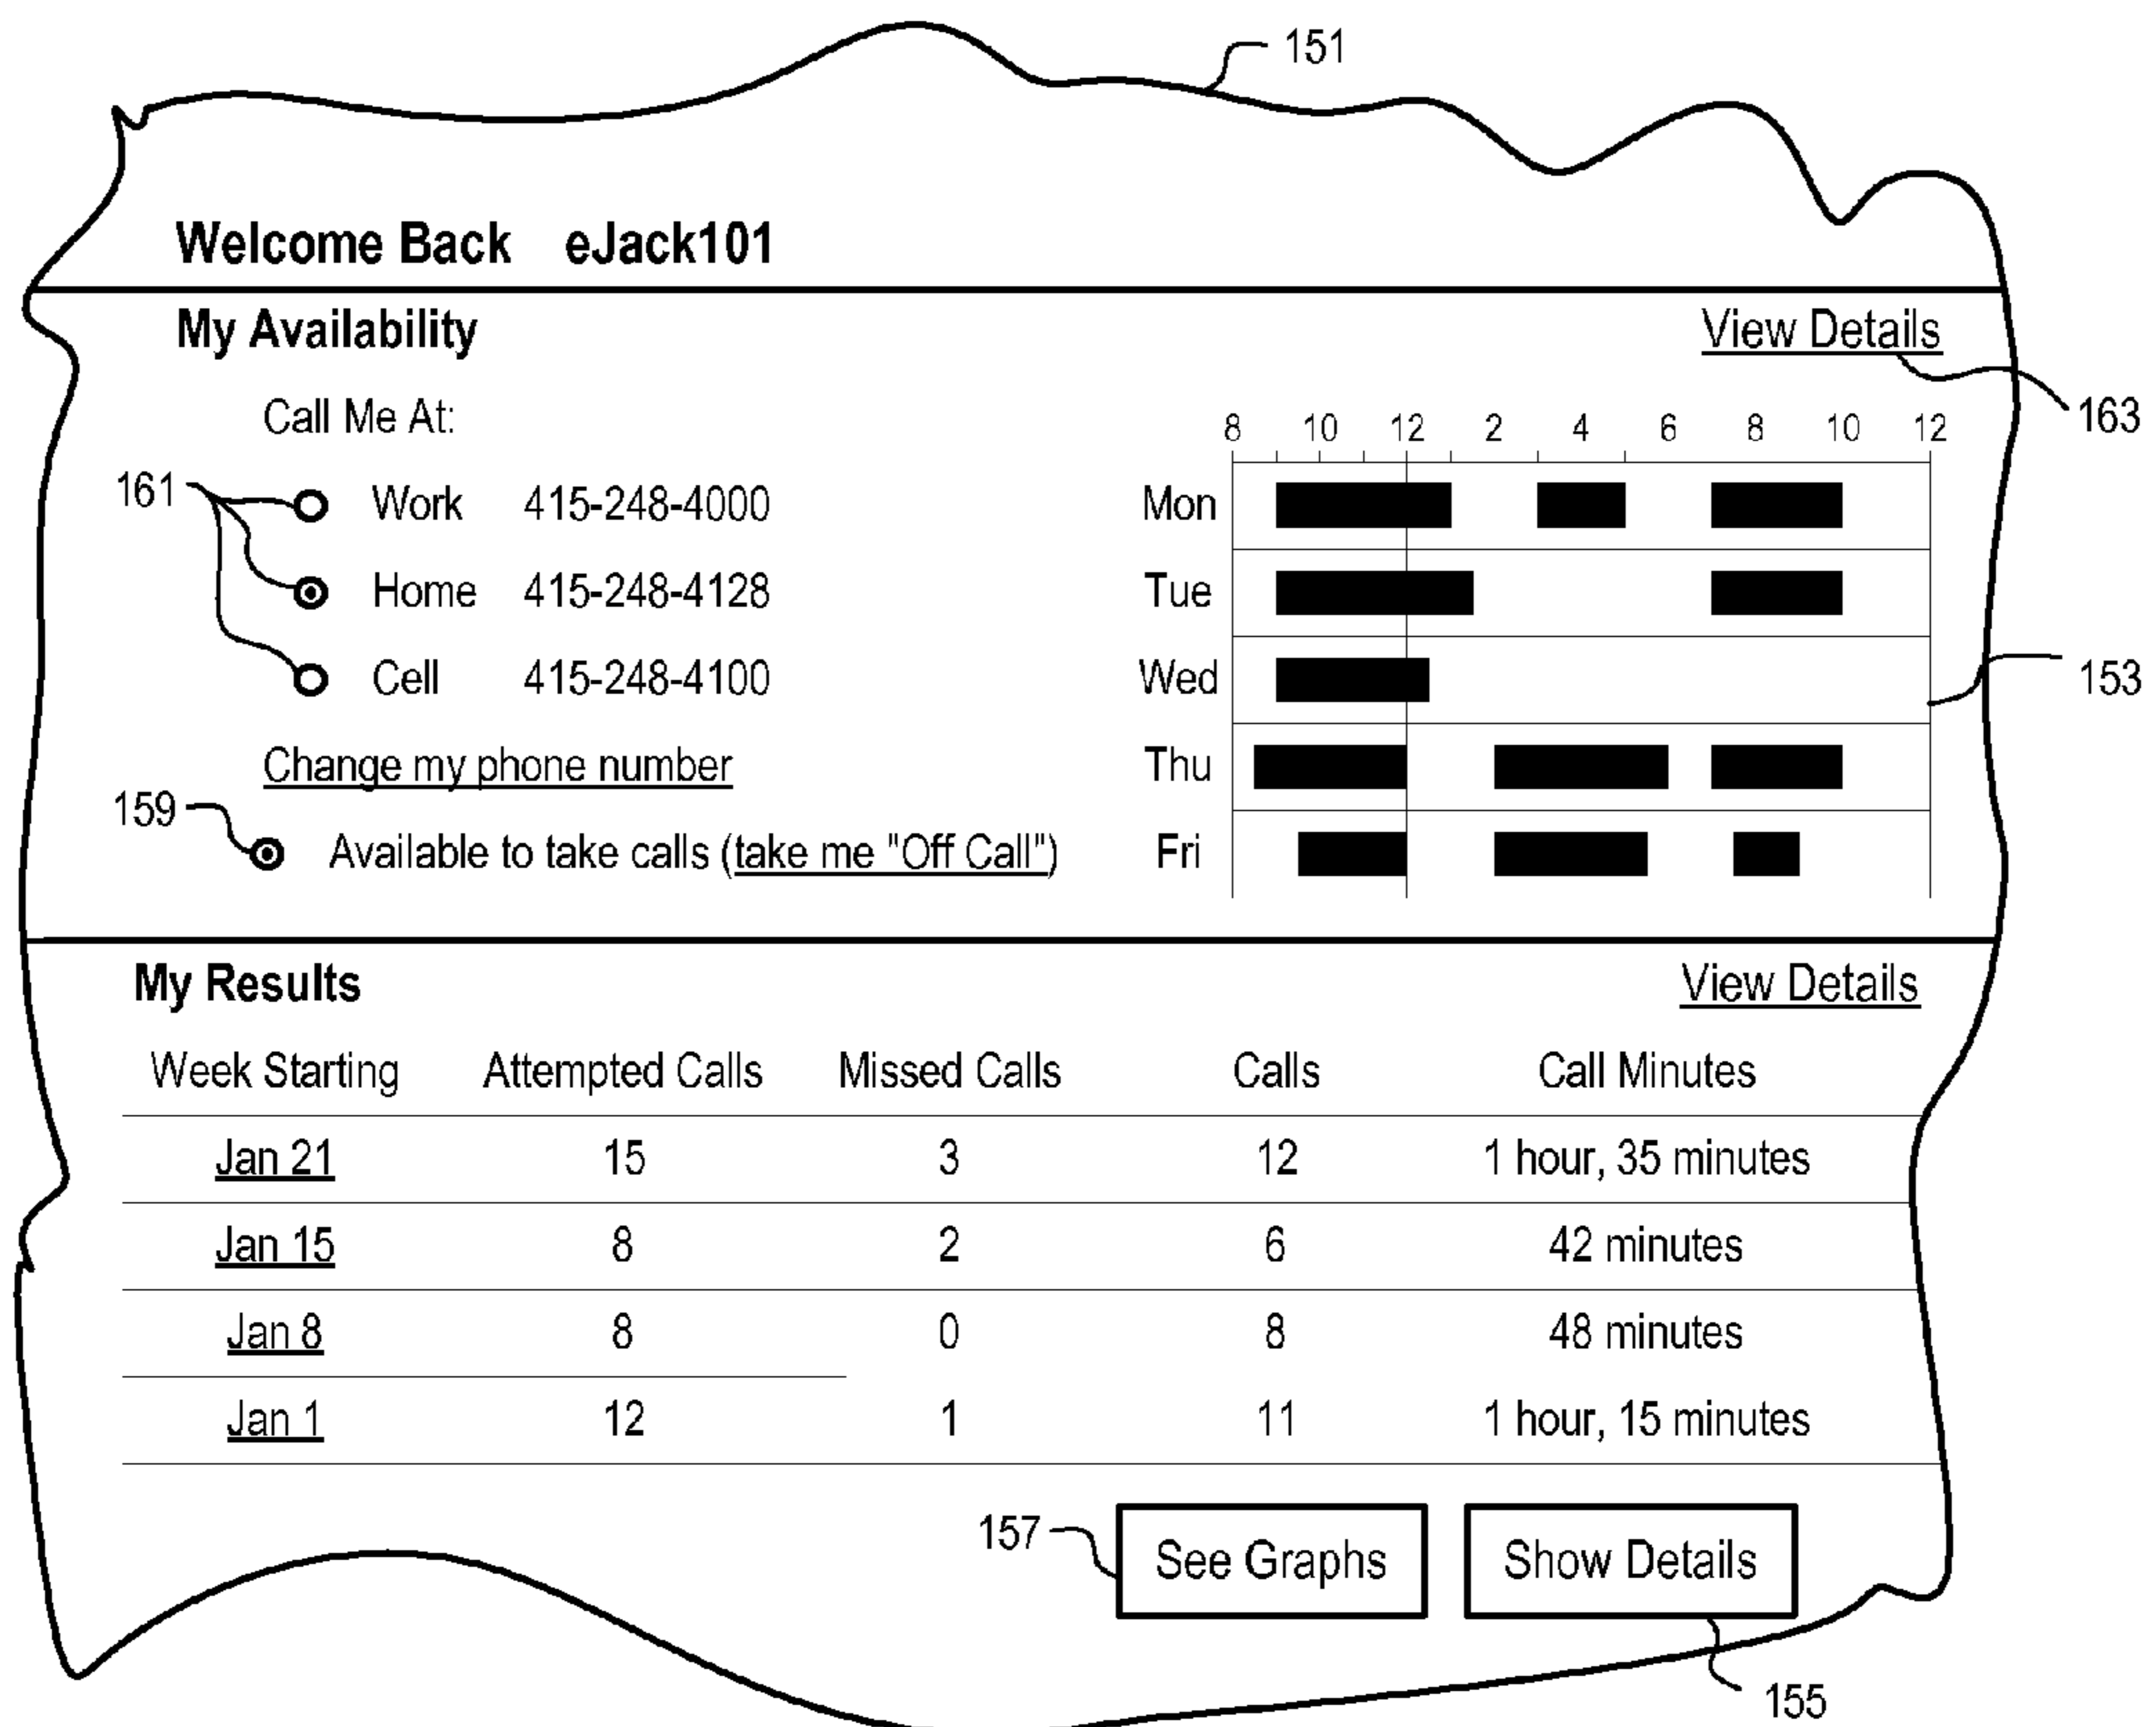 151
Welcome Back eJack101
My Availability View Details
163
Call Me At:
8 10 12 2 4 6 8 10 12
161 Work 415-248-4000 Mon
Home 415-248-4128 Tue
Cell 415-248-4100 Wed
153
Change my phone number Thu
159
Available to take calls (take me "Off Call") Fri
My Results View Details
Week Starting Attempted Calls Missed Calls Calls Call Minutes
Jan 21 15 3 12 1 hour, 35 minutes
Jan 15 8 2 6 42 minutes
Jan 8 8 0 8 48 minutes
Jan 1 12 1 11 1 hour, 15 minutes
157 See Graphs Show Details
155